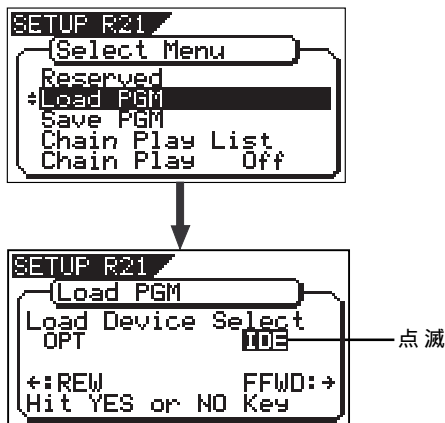 SETUP R21
Select Menu
Reserved
Load PGM
Save PGM
Chain Play List
Chain Play Off
SETUP R21
Load PGM
Load Device Select
OPT IDE
点滅
←:REW FFWD:→
Hit YES or NO Key